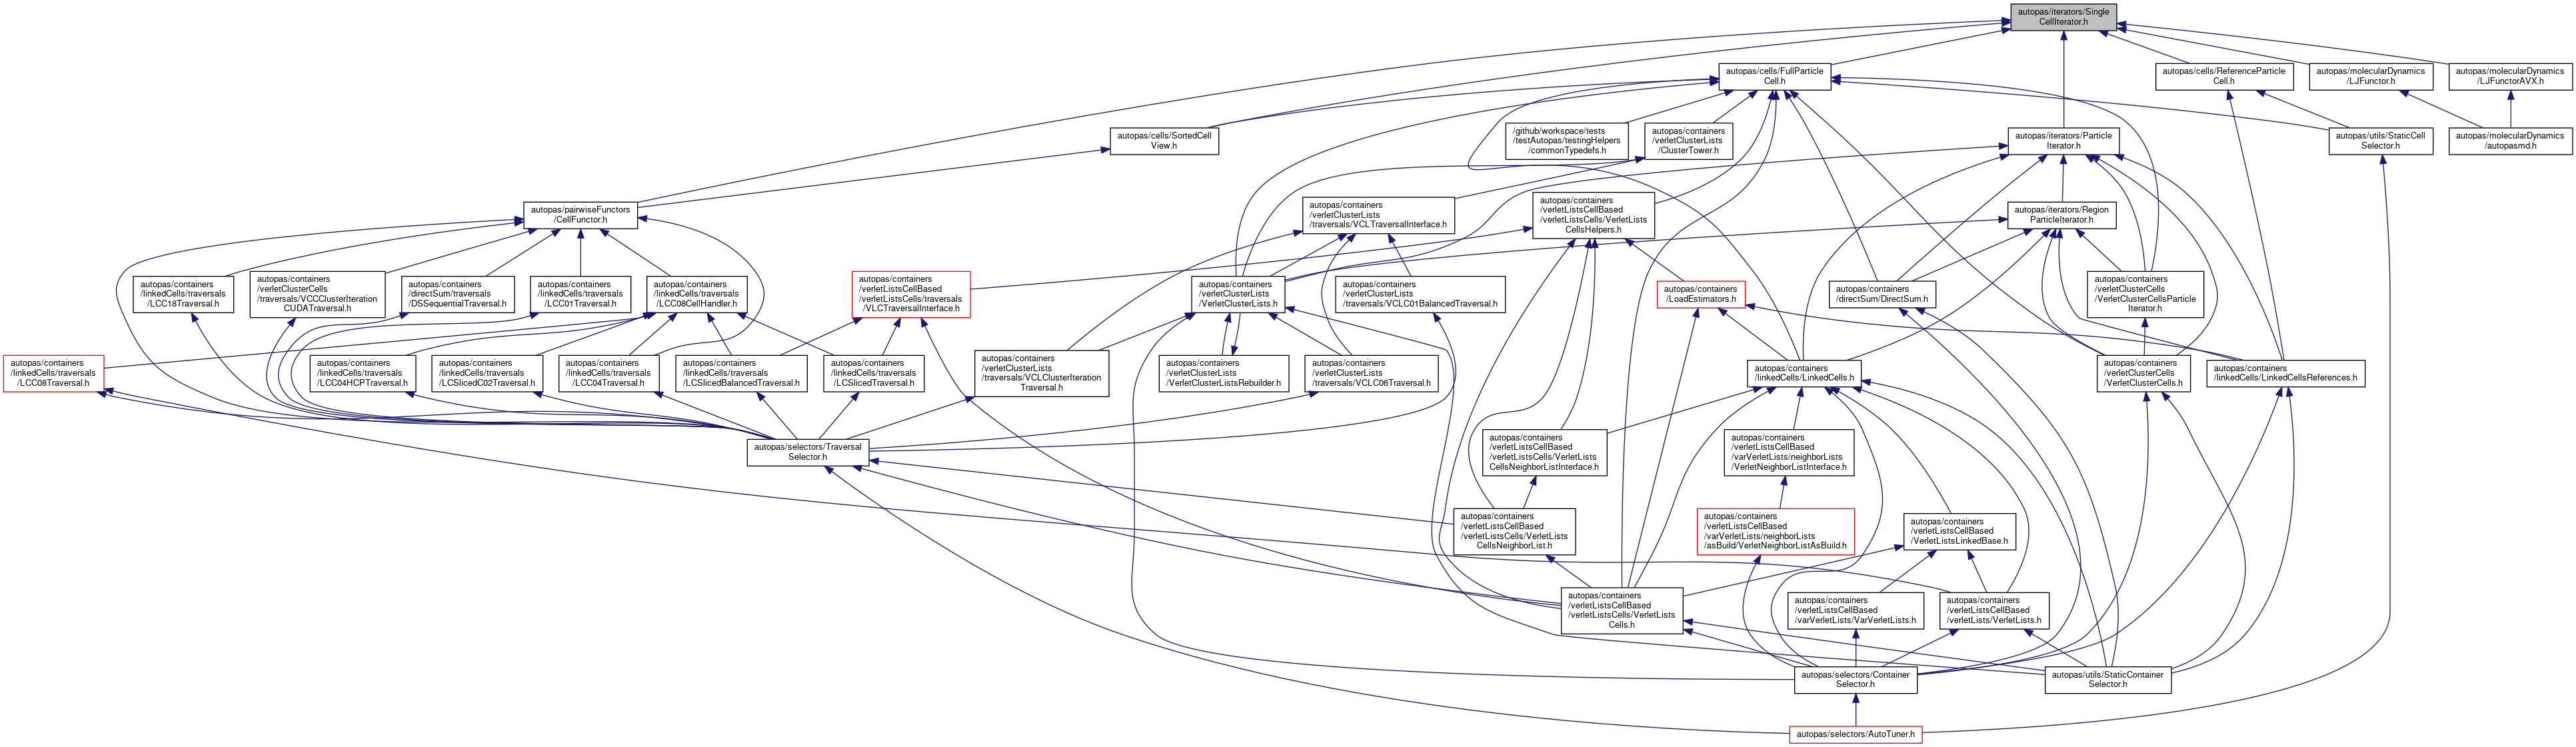 autopas/iterators/Single
CellIterator.h
autopas/cells/FullParticle
Cell.h
autopas/cells/ReferenceParticle
Cell.h
autopas/molecularDynamics
/LJFunctor.h
autopas/molecularDynamics
/LJFunctorAVX.h
autopas/cells/SortedCell
View.h
/github/workspace/tests
/testAutopas/testingHelpers
/commonTypedefs.h
autopas/containers
/verletClusterLists
/ClusterTower.h
autopas/iterators/Particle
Iterator.h
autopas/utils/StaticCell
Selector.h
autopas/molecularDynamics
/autopasmd.h
autopas/pairwiseFunctors
/CellFunctor.h
autopas/containers
/verletClusterLists
/traversals/VCLTraversalInterface.h
autopas/containers
/verletListsCellBased
/verletListsCells/VerletLists
CellsHelpers.h
autopas/iterators/Region
ParticleIterator.h
autopas/containers
/linkedCells/traversals
/LCC18Traversal.h
autopas/containers
/verletClusterCells
/traversals/VCCClusterIteration
CUDATraversal.h
autopas/containers
/directSum/traversals
/DSSequentialTraversal.h
autopas/containers
/linkedCells/traversals
/LCC01Traversal.h
autopas/containers
/linkedCells/traversals
/LCC08CellHandler.h
autopas/containers
/verletListsCellBased
/verletListsCells/traversals
/VLCTraversalInterface.h
autopas/containers
/verletClusterLists
/VerletClusterLists.h
autopas/containers
/verletClusterLists
/traversals/VCLC01BalancedTraversal.h
autopas/containers
/LoadEstimators.h
autopas/containers
/directSum/DirectSum.h
autopas/containers
/verletClusterCells
/VerletClusterCellsParticle
Iterator.h
autopas/containers
/linkedCells/traversals
/LCC08Traversal.h
autopas/containers
/linkedCells/traversals
/LCC04HCPTraversal.h
autopas/containers
/linkedCells/traversals
/LCSlicedC02Traversal.h
autopas/containers
/linkedCells/traversals
/LCC04Traversal.h
autopas/containers
/linkedCells/traversals
/LCSlicedBalancedTraversal.h
autopas/containers
/linkedCells/traversals
/LCSlicedTraversal.h
autopas/containers
/verletClusterLists
/traversals/VCLClusterIteration
Traversal.h
autopas/containers
/verletClusterLists
/VerletClusterListsRebuilder.h
autopas/containers
/verletClusterLists
/traversals/VCLC06Traversal.h
autopas/containers
/linkedCells/LinkedCells.h
autopas/containers
/verletClusterCells
/VerletClusterCells.h
autopas/containers
/linkedCells/LinkedCellsReferences.h
autopas/selectors/Traversal
Selector.h
autopas/containers
/verletListsCellBased
/verletListsCells/VerletLists
CellsNeighborListInterface.h
autopas/containers
/verletListsCellBased
/varVerletLists/neighborLists
/VerletNeighborListInterface.h
autopas/containers
/verletListsCellBased
/verletListsCells/VerletLists
CellsNeighborList.h
autopas/containers
/verletListsCellBased
/varVerletLists/neighborLists
/asBuild/VerletNeighborListAsBuild.h
autopas/containers
/verletListsCellBased
/VerletListsLinkedBase.h
autopas/containers
/verletListsCellBased
/verletListsCells/VerletLists
Cells.h
autopas/containers
/verletListsCellBased
/varVerletLists/VarVerletLists.h
autopas/containers
/verletListsCellBased
/verletLists/VerletLists.h
autopas/selectors/Container
Selector.h
autopas/utils/StaticContainer
Selector.h
autopas/selectors/AutoTuner.h